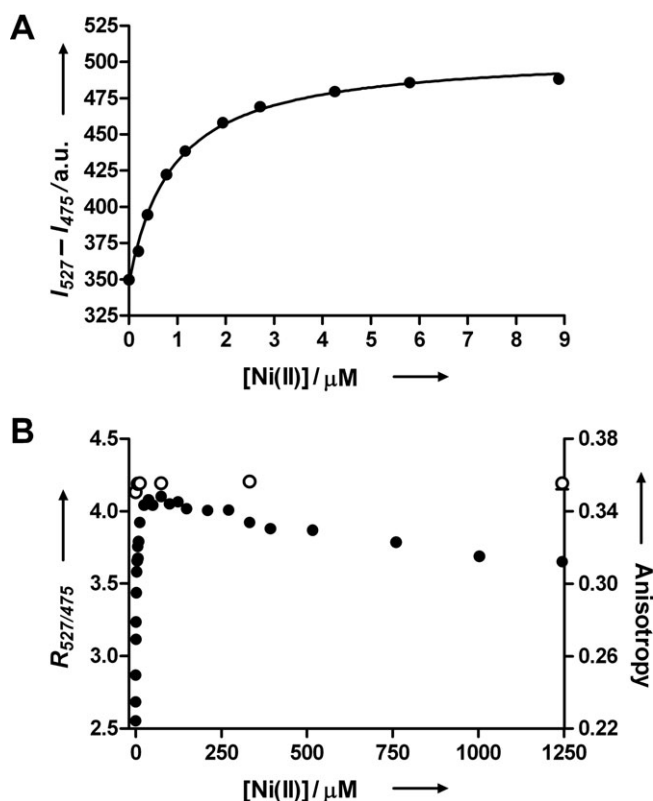 A
525
500
475
450
425
400
375
350
325
I527 – I475 /a.u.
0 1 2 3 4 5 6 7 8 9
[Ni(II)] / μM
B
4.5
4.0
3.5
3.0
2.5
R527/475
0.38
0.34
0.30
0.26
0.22
Anisotropy
0 250 500 750 1000 1250
[Ni(II)] / μM